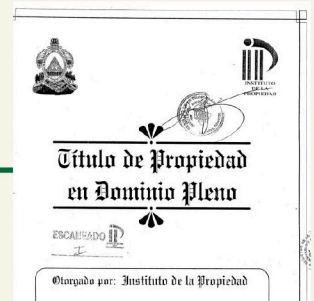 INSTITUTO
DE LA
PROPIEDAD
Título de Propiedad
en Dominio Pleno
ESCANEADO
I
Otorgado por: Instituto de la Propiedad